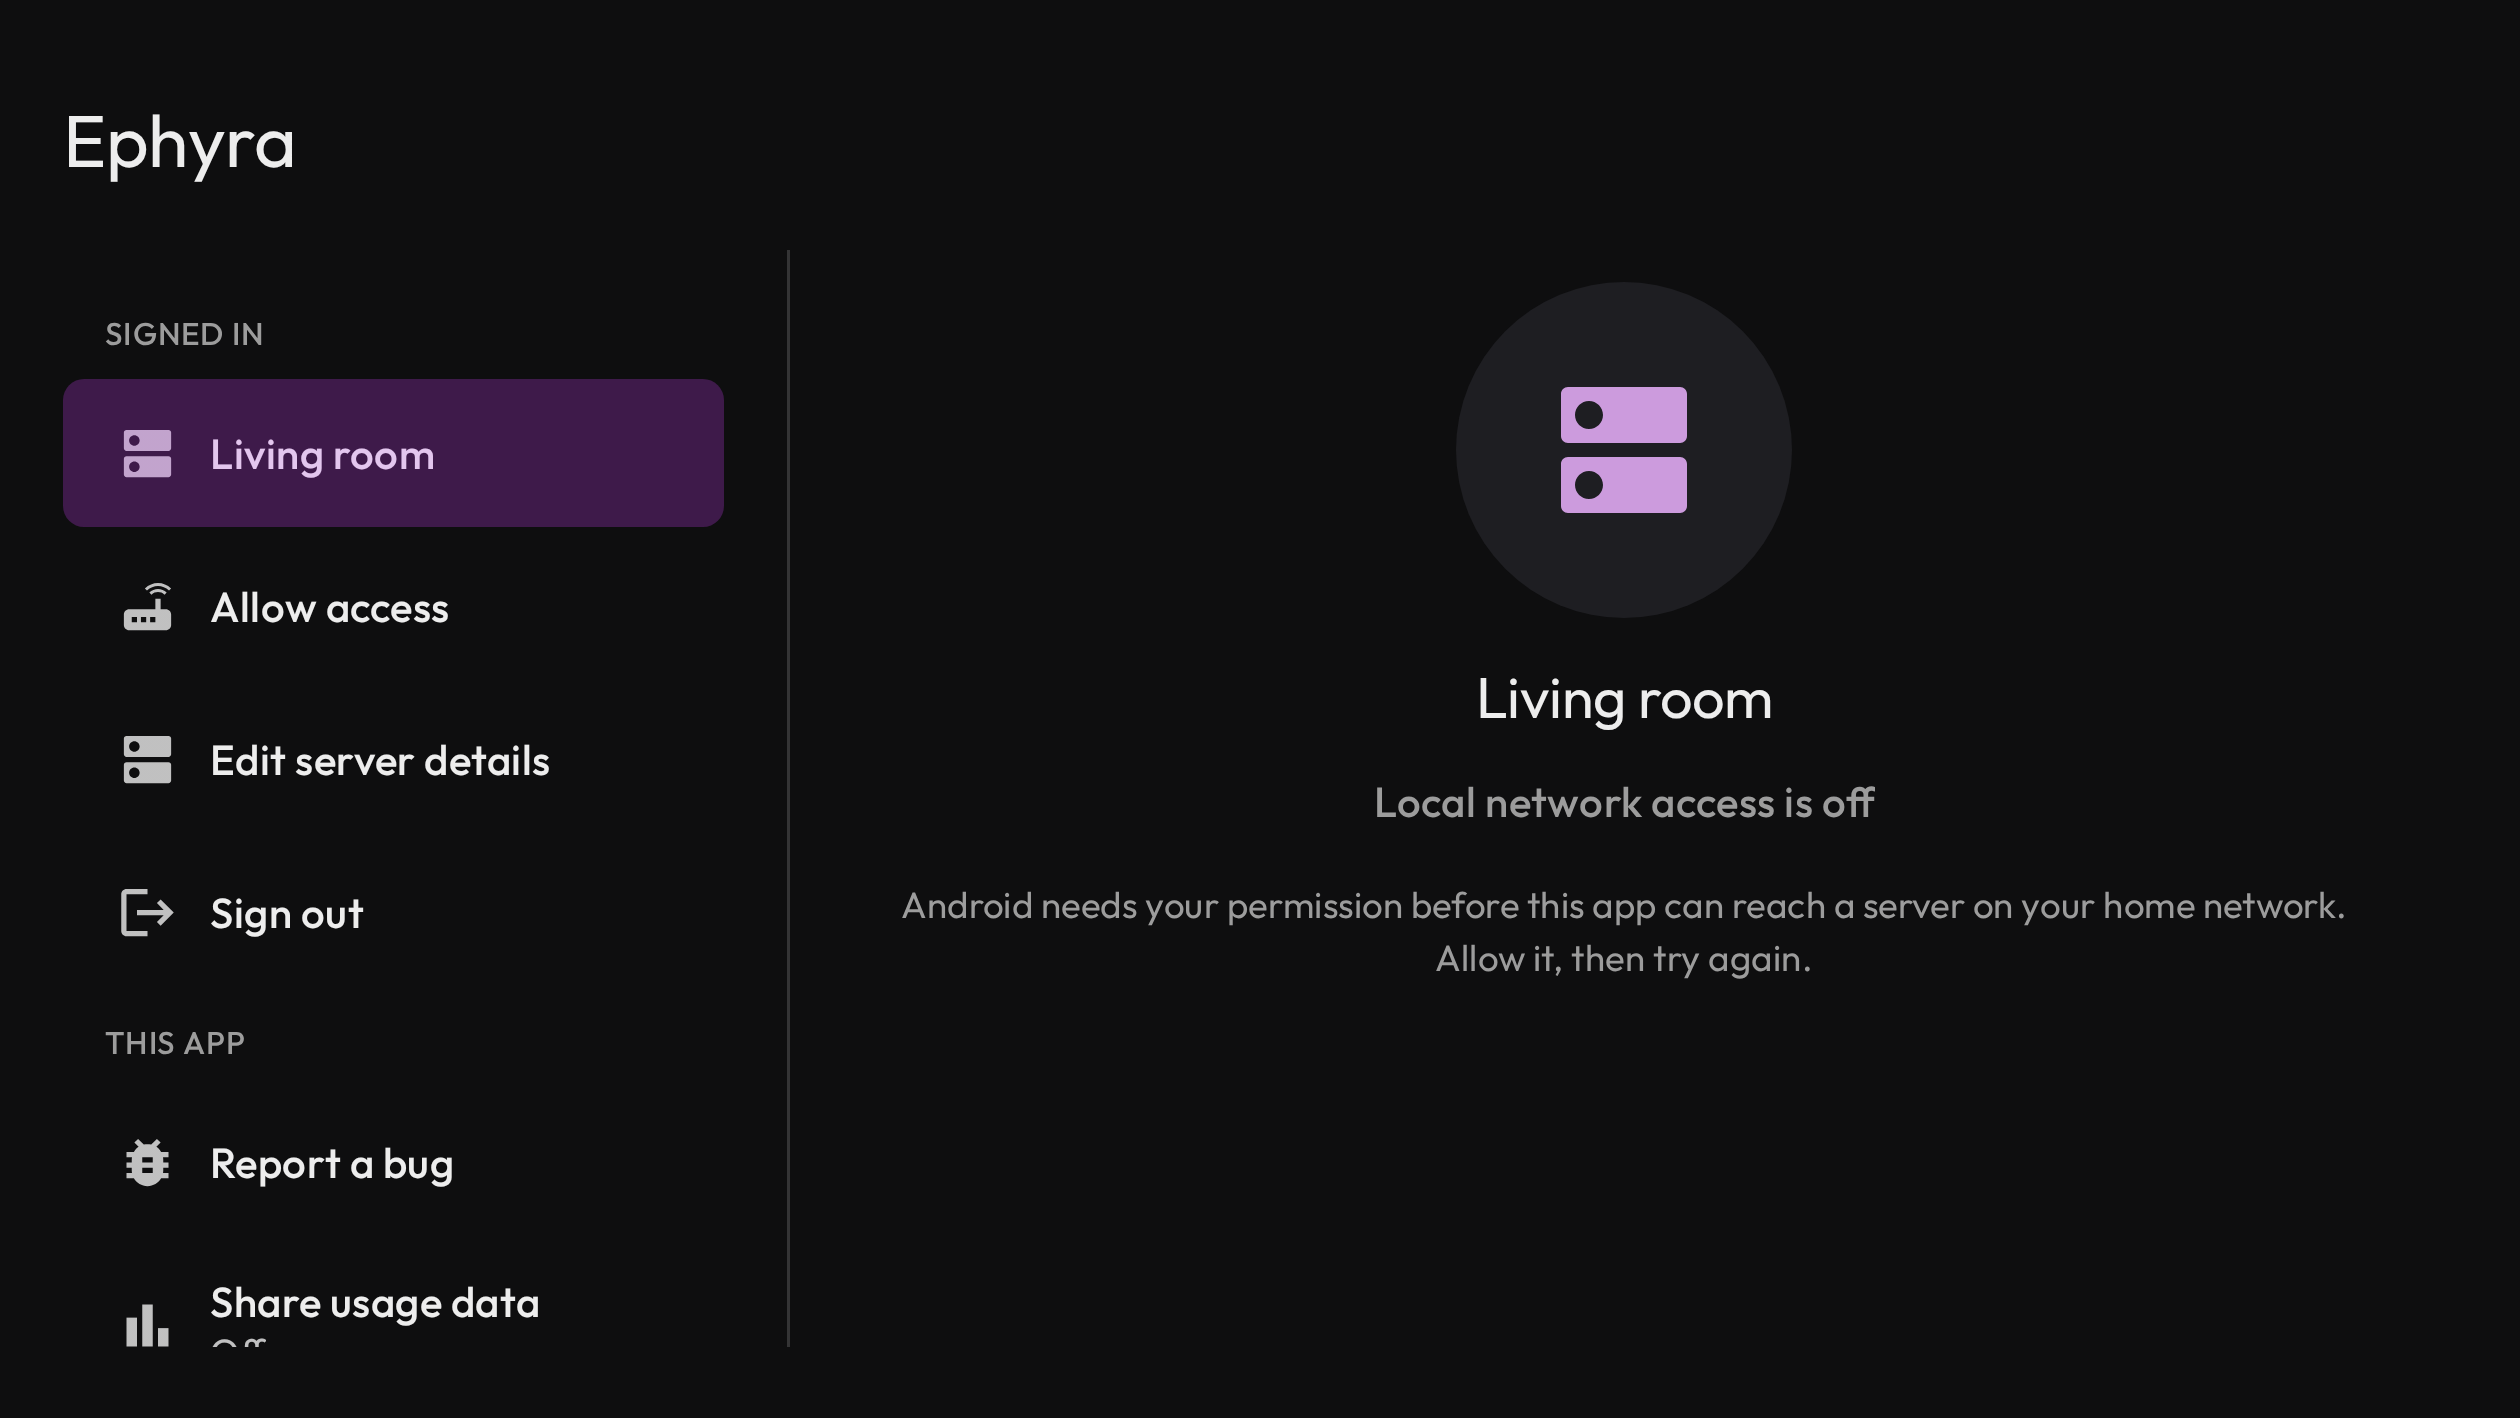 Ephyra
SIGNED IN
Living room
Allow access
Edit server details
Sign out
THIS APP
Report a bug
Share usage data
Living room
Local network access is off
Android needs your permission before this app can reach a server on your home network.
Allow it, then try again.